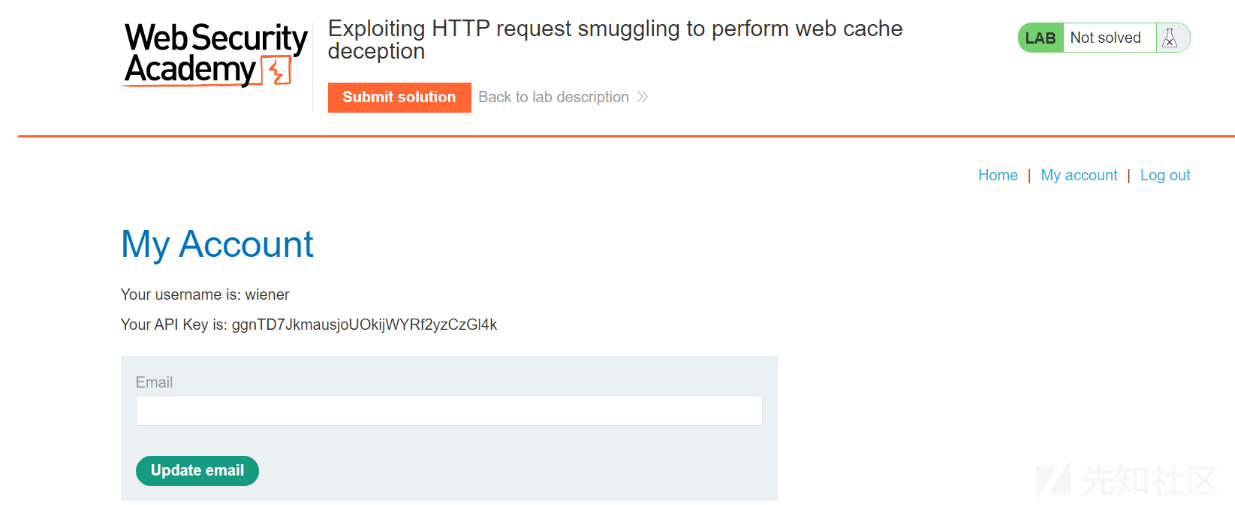 Web Security
Academy
Exploiting HTTP request smuggling to perform web cache
deception
LAB Not solved
Submit solution Back to lab description
Home | My account | Log out
My Account
Your username is: wiener
Your API Key is: ggnTD7JkmausjoUOkijWYRf2yzCzGl4k
Email
Update email
先知社区